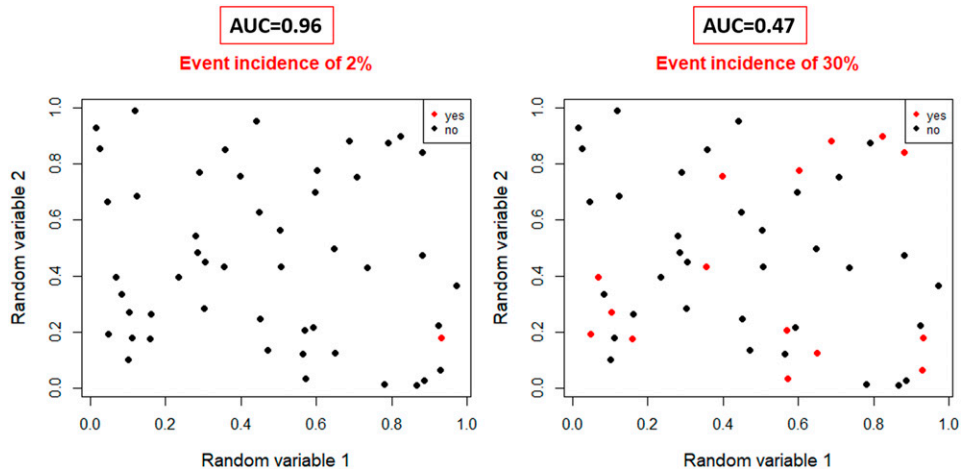 AUC=0.96
Event incidence of 2%
yes
no
Random variable 2
1.0
0.8
0.6
0.4
0.2
0.0
0.0 0.2 0.4 0.6 0.8 1.0
Random variable 1
AUC=0.47
Event incidence of 30%
yes
no
Random variable 2
1.0
0.8
0.6
0.4
0.2
0.0
0.0 0.2 0.4 0.6 0.8 1.0
Random variable 1